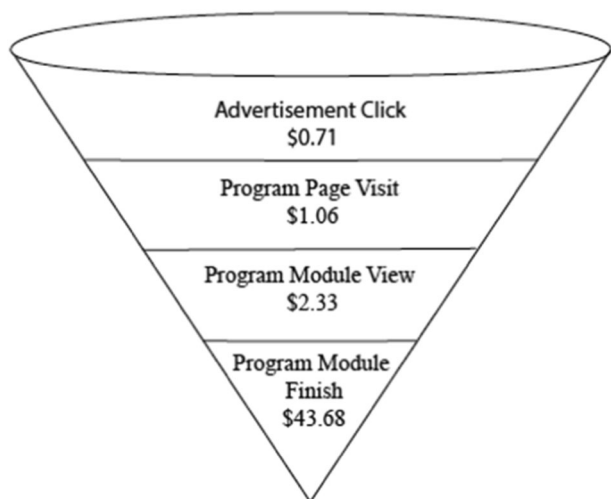 Advertisement Click
$0.71
Program Page Visit
$1.06
Program Module View
$2.33
Program Module
Finish
$43.68